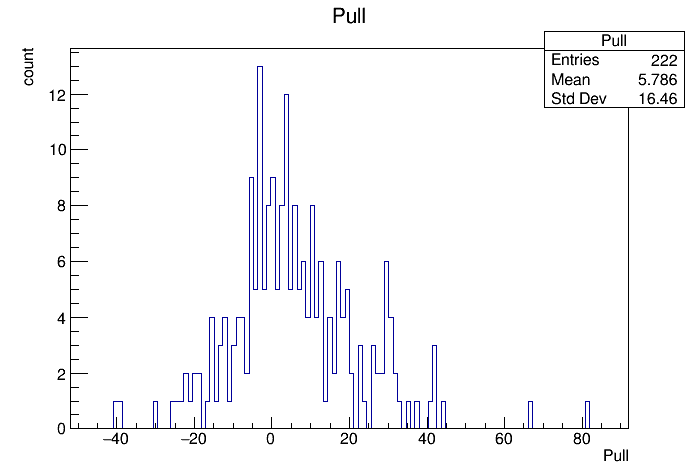 Pull
Pull
Entries 222
Mean 5.786
Std Dev 16.46
count
12
10
8
6
4
2
0
−40 −20 0 20 40 60 80
Pull